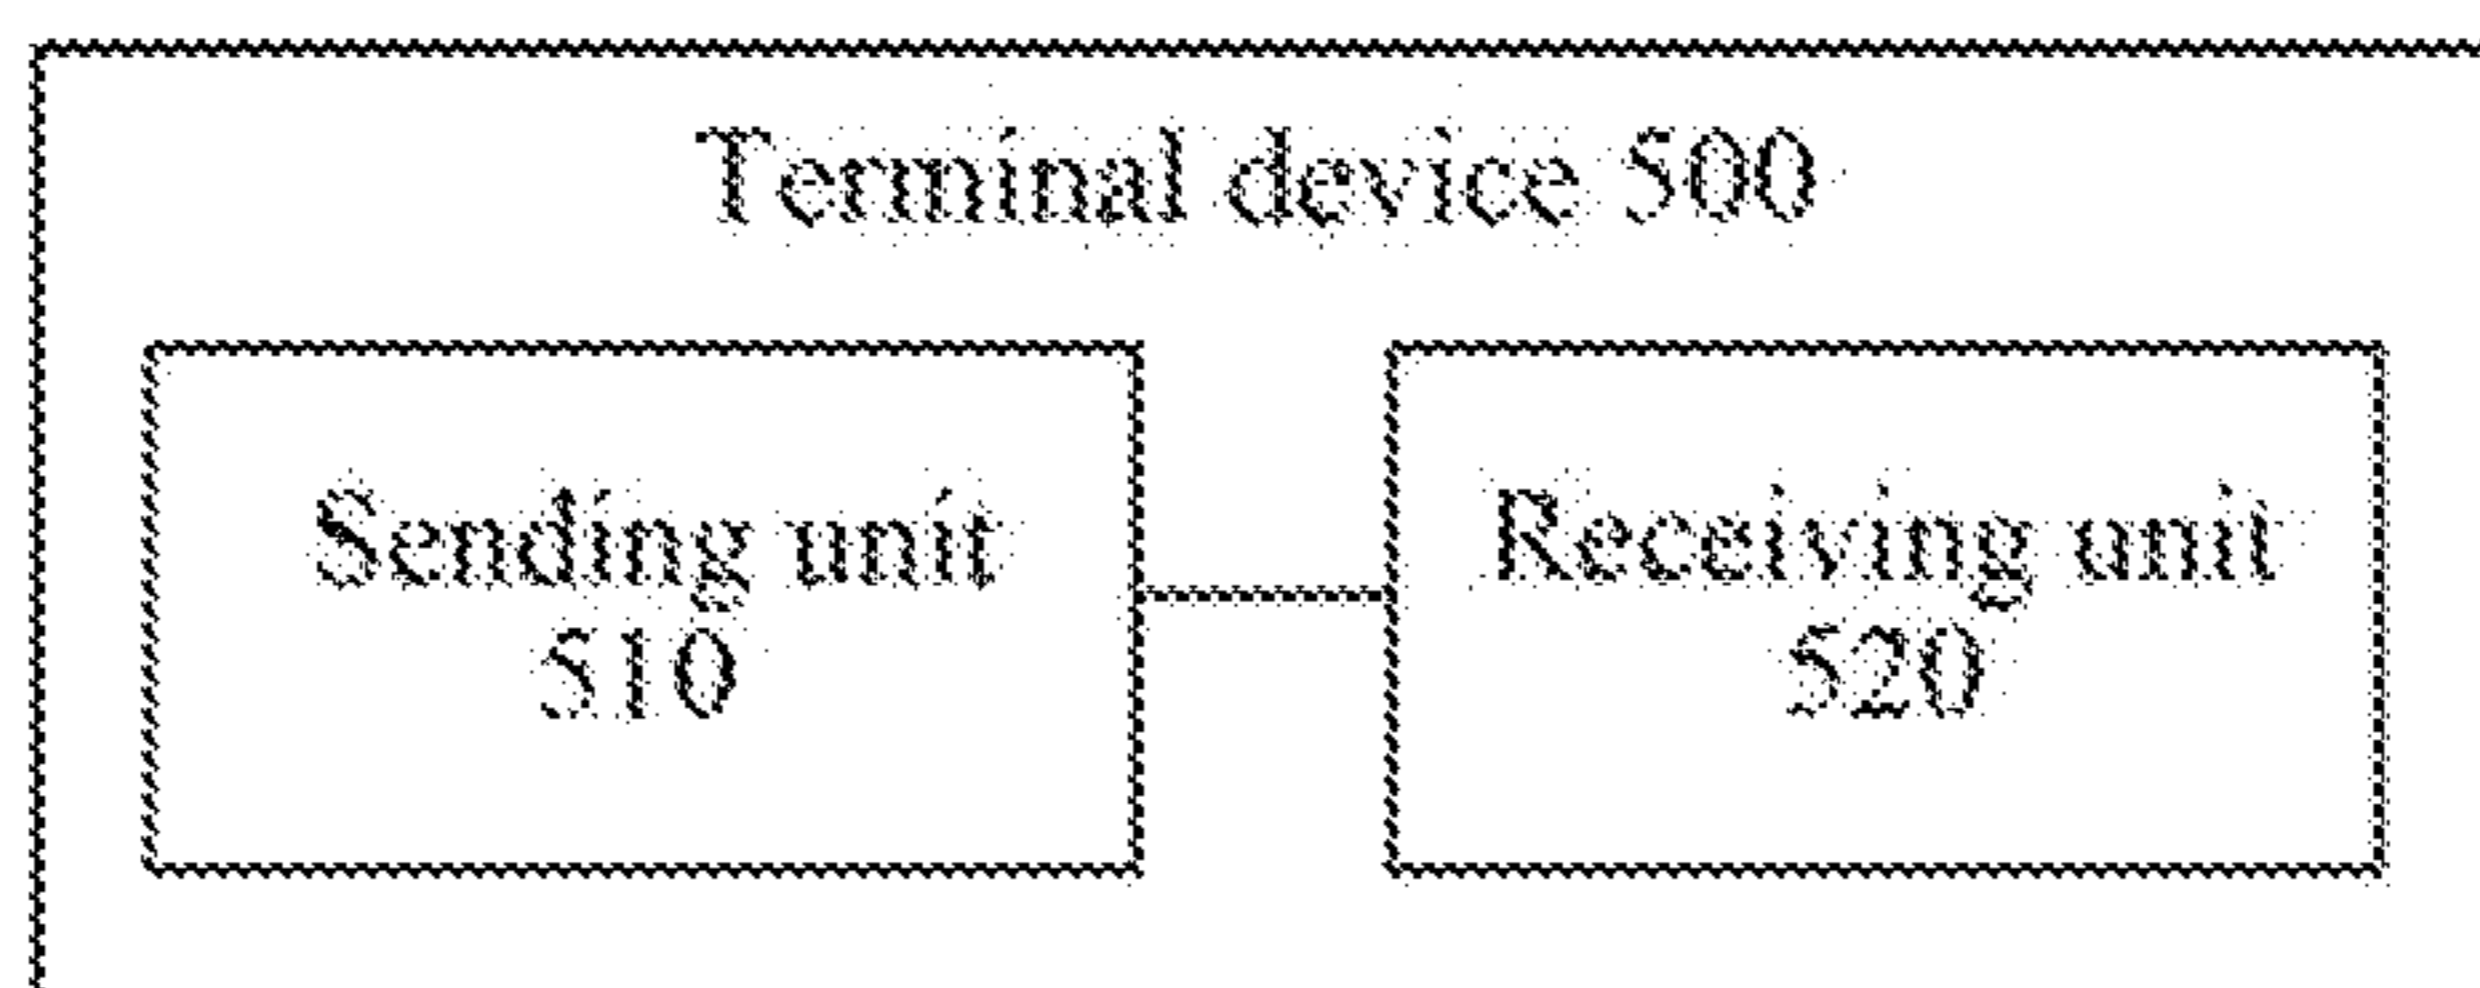 Terminal device 500
Sending unit
510
Receiving unit
520